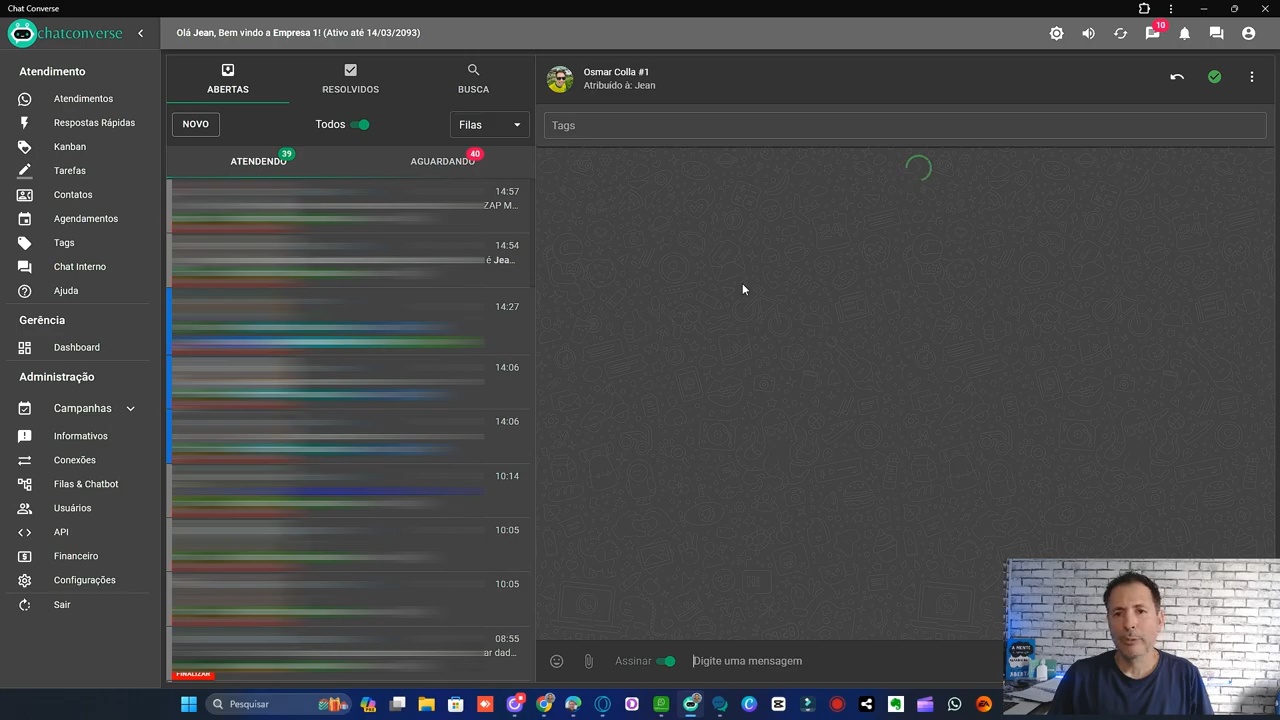 Chat Converse
chatconverse
Olá Jean, Bem vindo a Empresa 1! (Ativo até 14/03/2093)
10
Atendimento
Atendimentos
Respostas Rápidas
Kanban
Tarefas
Contatos
Agendamentos
Tags
Chat Interno
Ajuda
Gerência
Dashboard
Administração
Campanhas
Informativos
Conexões
Filas & Chatbot
Usuários
API
Financeiro
Configurações
Sair
ABERTAS
RESOLVIDOS
BUSCA
NOVO
Todos
Filas
ATENDENDO
39
AGUARDANDO
40
14:57
ZAP M...
14:54
é Jea...
14:27
14:06
14:06
10:14
10:05
10:05
08:55
ar dad...
FINALIZAR
Osmar Colla #1
Atribuido à: Jean
Tags
Assinar
Digite uma mensagem
A MENTE
ABERT
Pesquisar